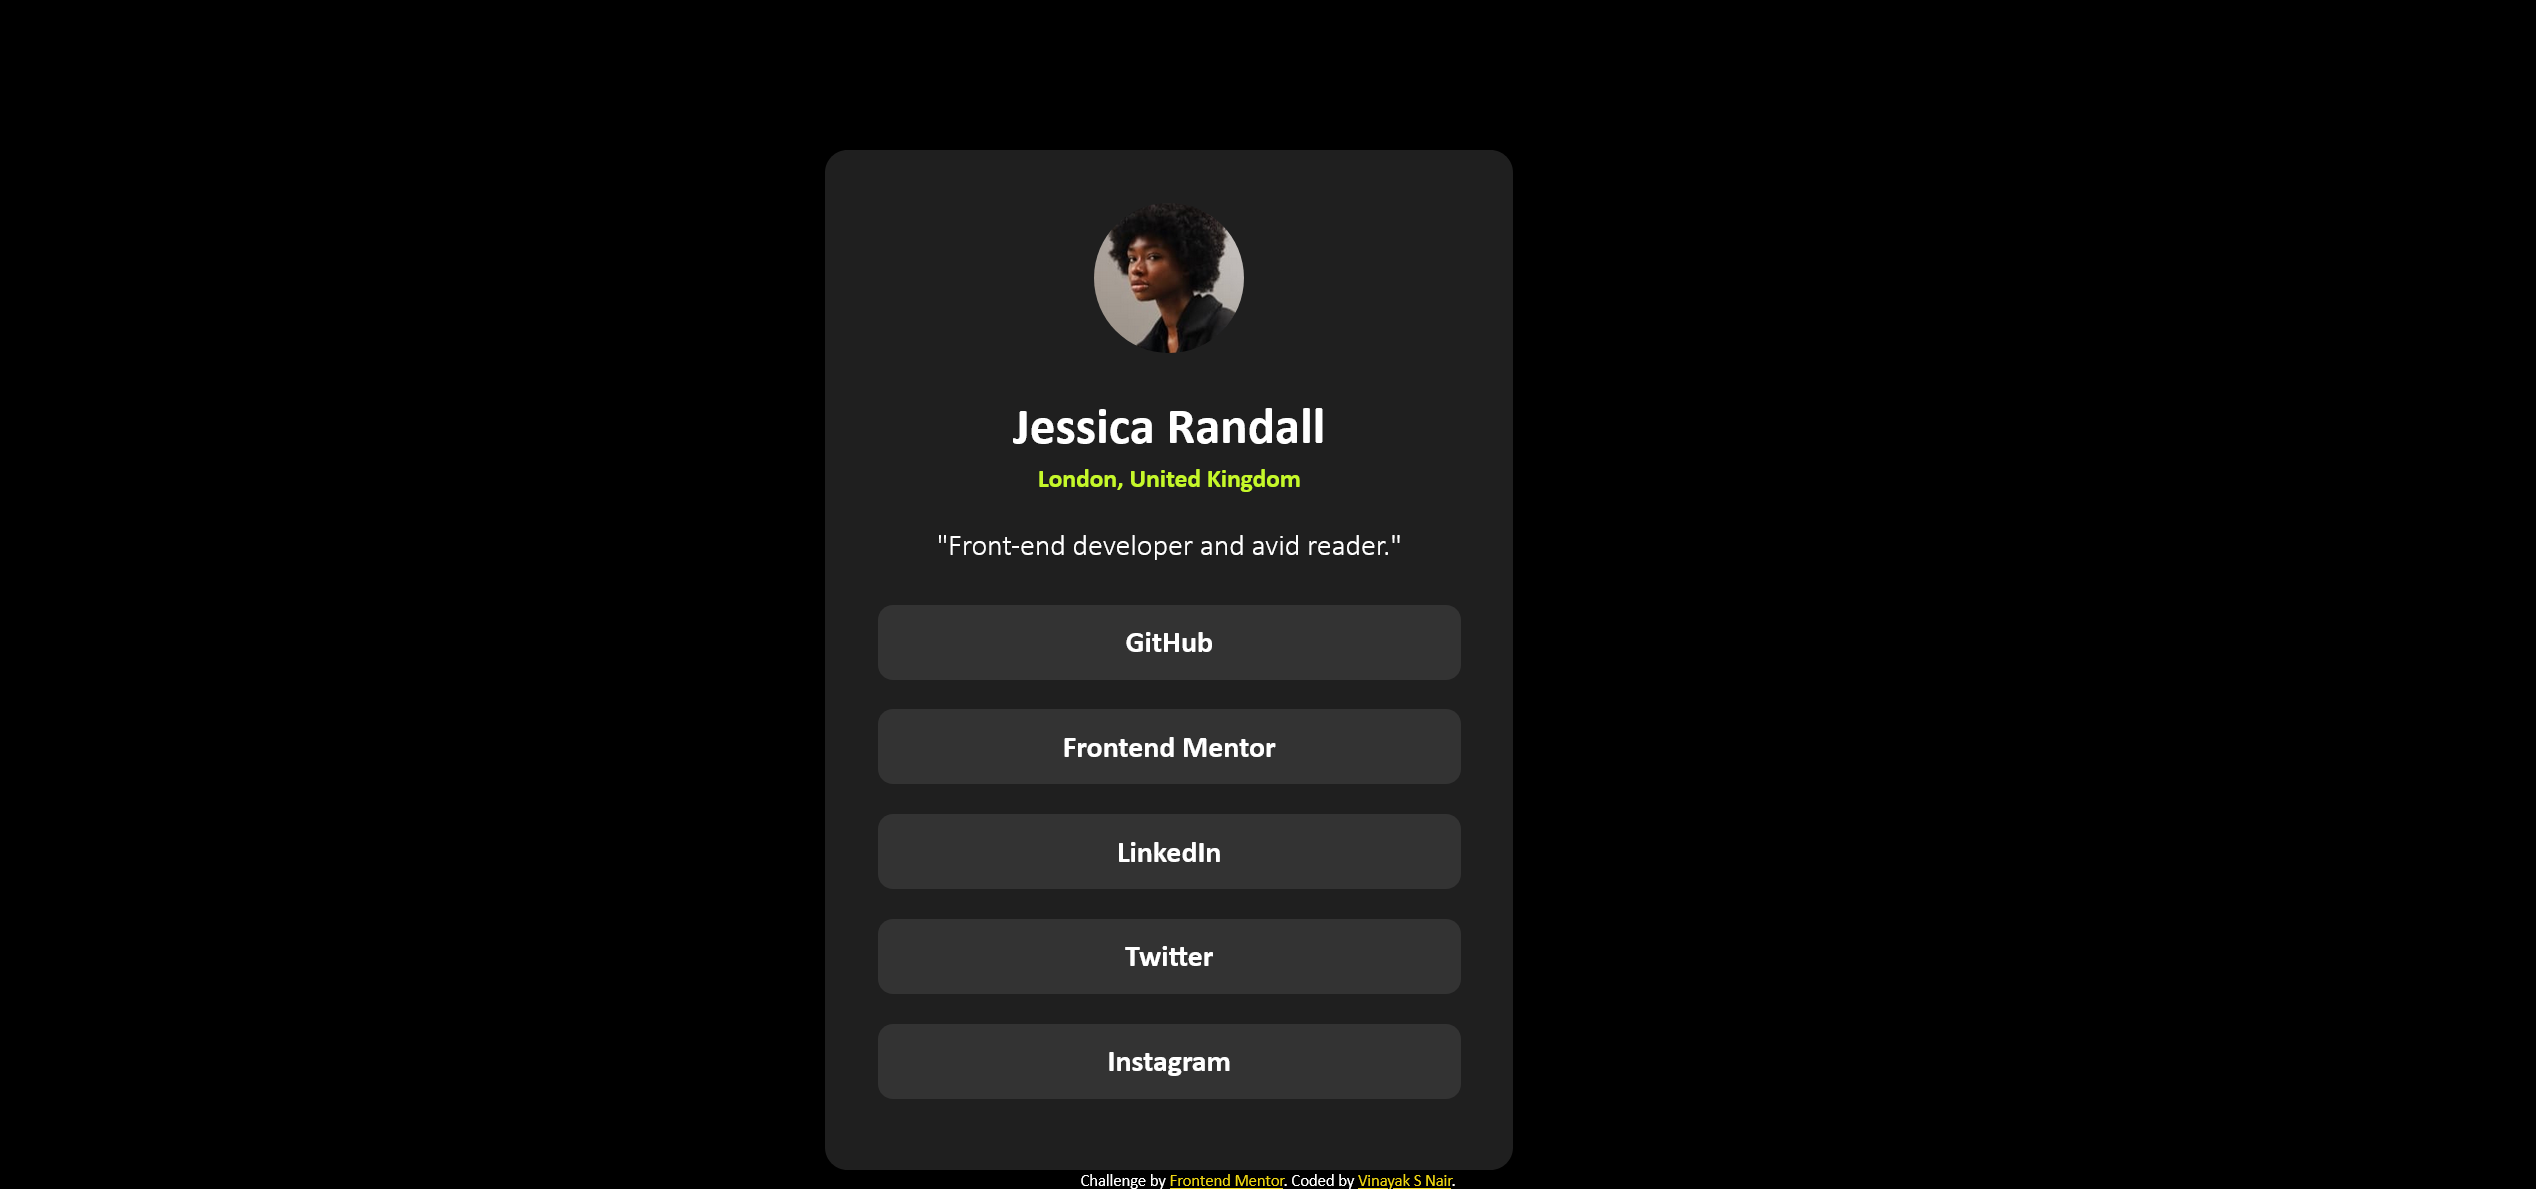 Jessica Randall
London, United Kingdom
"Front-end developer and avid reader."
GitHub
Frontend Mentor
LinkedIn
Twitter
Instagram
Challenge by Frontend Mentor. Coded by Vinayak S Nair.